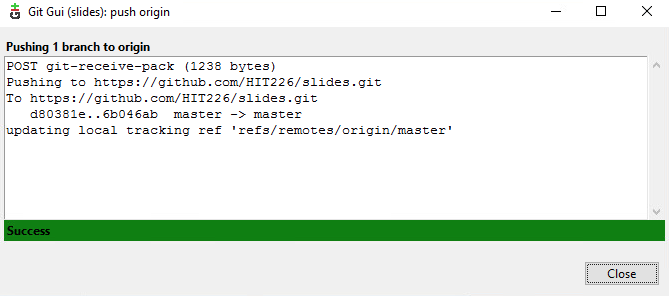 Git Gui (slides): push origin
Pushing 1 branch to origin
POST git-receive-pack (1238 bytes)
Pushing to https://github.com/HIT226/slides.git
To https://github.com/HIT226/slides.git
   d80381e..6b046ab  master -> master
updating local tracking ref 'refs/remotes/origin/master'
Success
Close